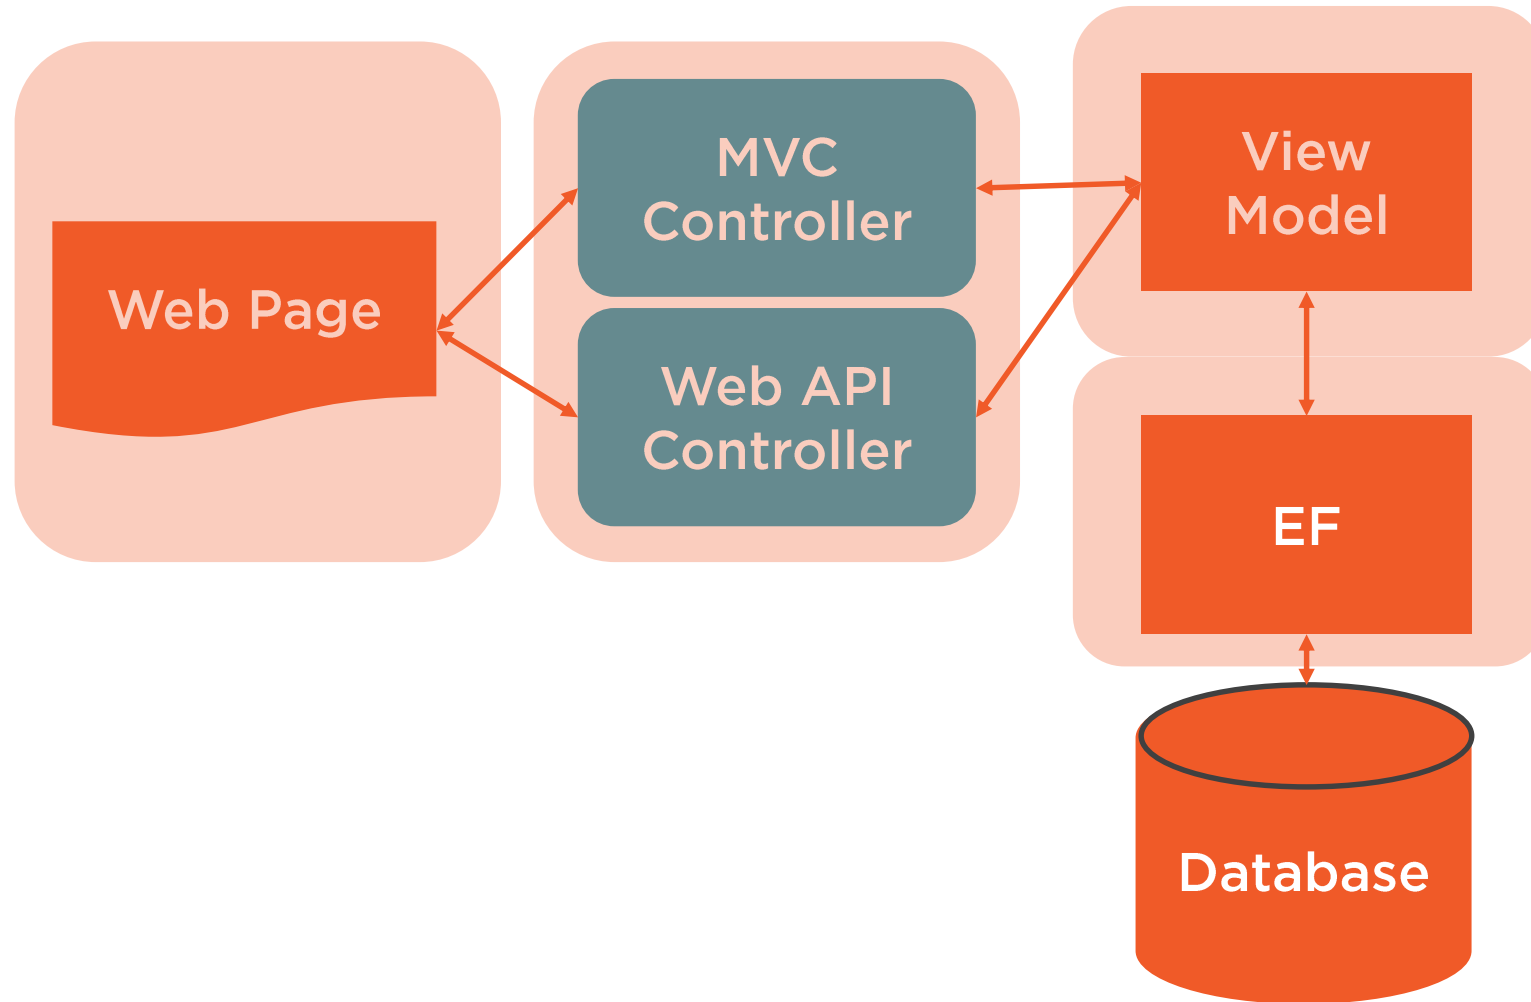 Web Page
MVC
Controller
Web API
Controller
View
Model
EF
Database